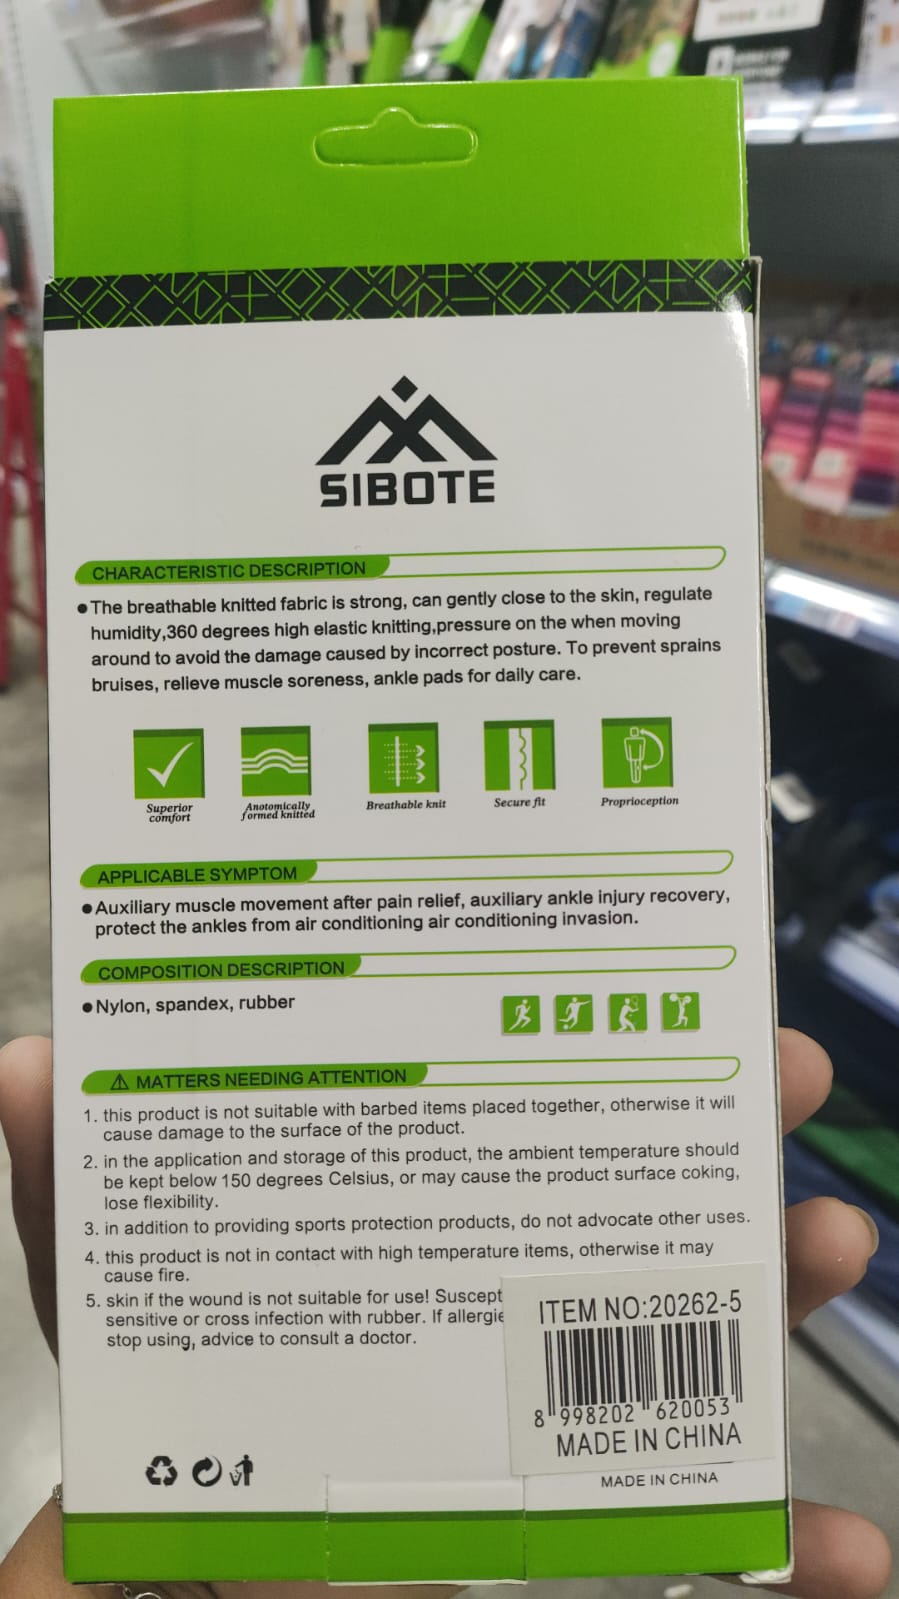 SIBOTE
CHARACTERISTIC DESCRIPTION
● The breathable knitted fabric is strong, can gently close to the skin, regulate
humidity,360 degrees high elastic knitting,pressure on the when moving
around to avoid the damage caused by incorrect posture. To prevent sprains
bruises, relieve muscle soreness, ankle pads for daily care.
Superior
comfort
Anotomically
formed knitted
Breathable knit
Secure fit
Proprioception
APPLICABLE SYMPTOM
● Auxiliary muscle movement after pain relief, auxiliary ankle injury recovery,
protect the ankles from air conditioning air conditioning invasion.
COMPOSITION DESCRIPTION
● Nylon, spandex, rubber
⚠ MATTERS NEEDING ATTENTION
1. this product is not suitable with barbed items placed together, otherwise it will
cause damage to the surface of the product.
2. in the application and storage of this product, the ambient temperature should
be kept below 150 degrees Celsius, or may cause the product surface coking,
lose flexibility.
3. in addition to providing sports protection products, do not advocate other uses.
4. this product is not in contact with high temperature items, otherwise it may
cause fire.
5. skin if the wound is not suitable for use! Suscept
sensitive or cross infection with rubber. If allergie
stop using, advice to consult a doctor.
ITEM NO:20262-5
8 998202 620053
MADE IN CHINA
MADE IN CHINA